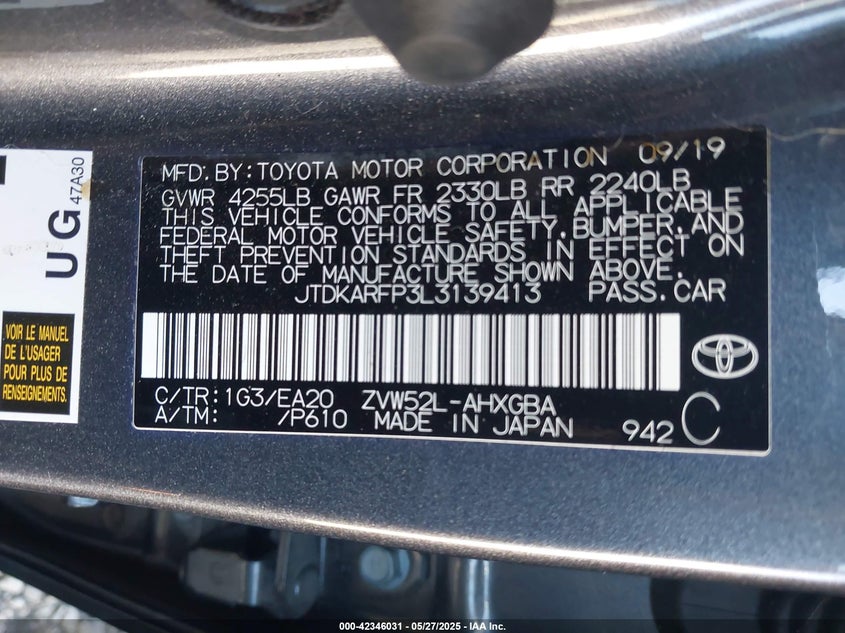 MFD. BY: TOYOTA MOTOR CORPORATION 09/19
GVWR 4255LB GAWR FR 2330LB RR 2240LB
THIS VEHICLE CONFORMS TO ALL APPLICABLE
FEDERAL MOTOR VEHICLE SAFETY, BUMPER, AND
THEFT PREVENTION STANDARDS IN EFFECT ON
THE DATE OF MANUFACTURE SHOWN ABOVE.
JTDKARFP3L3139413 PASS. CAR
C/TR: 1G3/EA20 ZVW52L-AHXGBA
A/TM: /P610 MADE IN JAPAN 942 C
UG
47A30
VOIR LE MANUEL
DE L'USAGER
POUR PLUS DE
RENSEIGNEMENTS.
000-42346031 - 05/27/2025 - IAA Inc.